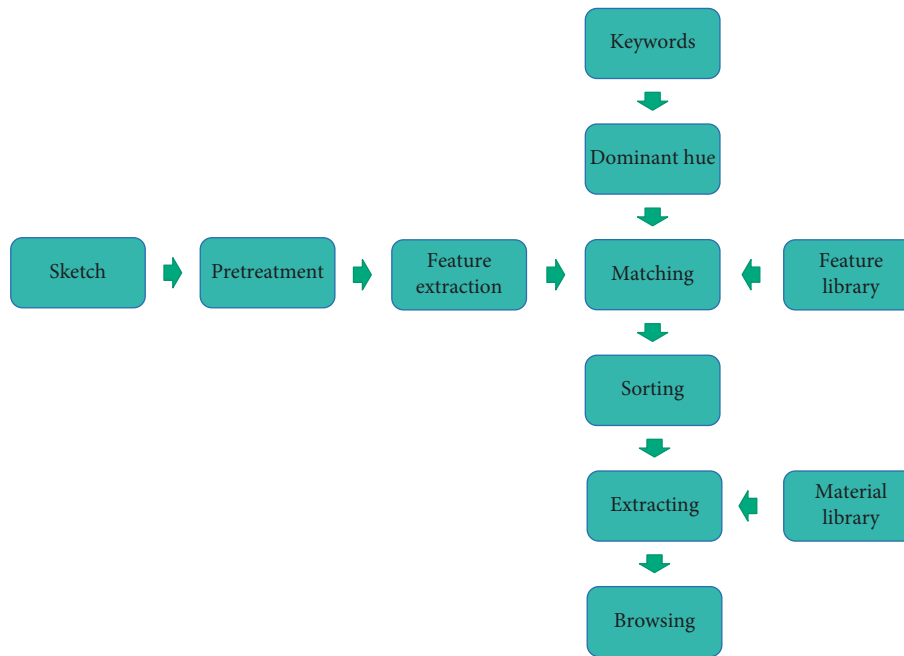 Keywords
Dominant hue
Sketch
Pretreatment
Feature
extraction
Matching
Feature
library
Sorting
Extracting
Material
library
Browsing